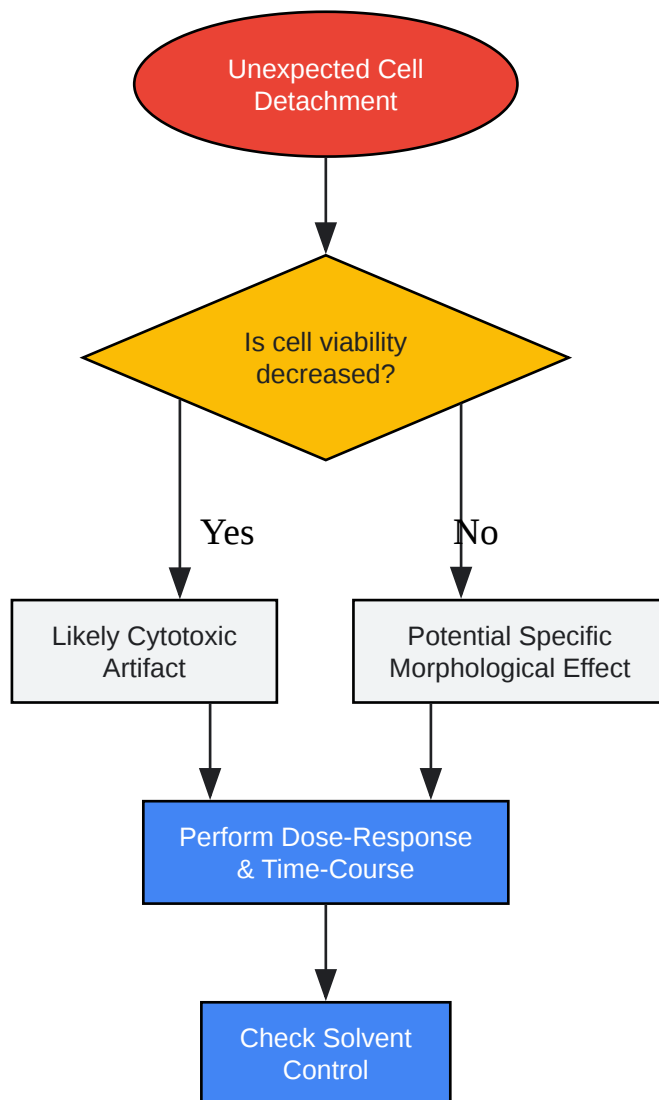 Unexpected Cell
Detachment
Is cell viability
decreased?
Yes
No
Likely Cytotoxic
Artifact
Potential Specific
Morphological Effect
Perform Dose-Response
& Time-Course
Check Solvent
Control